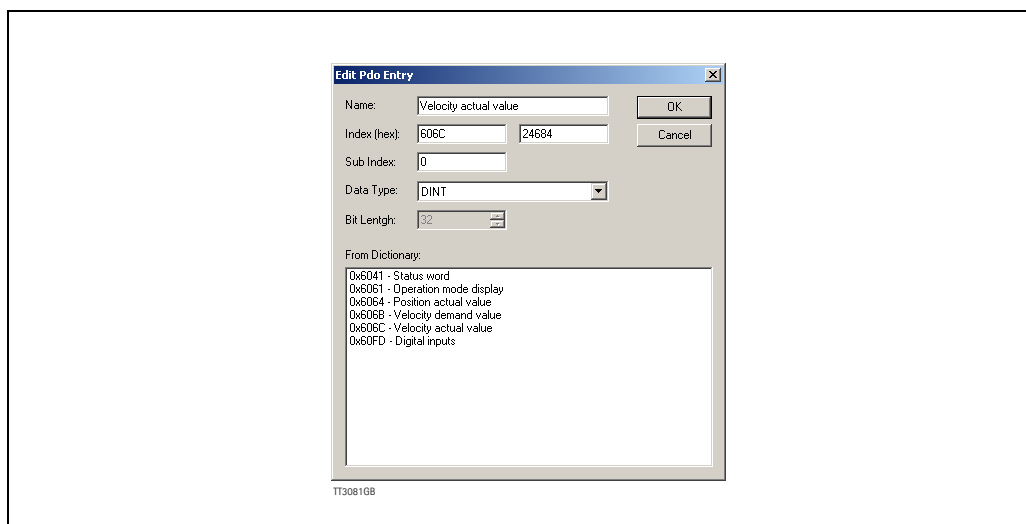 Edit Pdo Entry
Name: Velocity actual value OK
Index (hex): 606C 24684 Cancel
Sub Index: 0
Data Type: DINT
Bit Lentgh: 32
From Dictionary:
0x6041 - Status word
0x6061 - Operation mode display
0x6064 - Position actual value
0x606B - Velocity demand value
0x606C - Velocity actual value
0x60FD - Digital inputs
TT3081GB